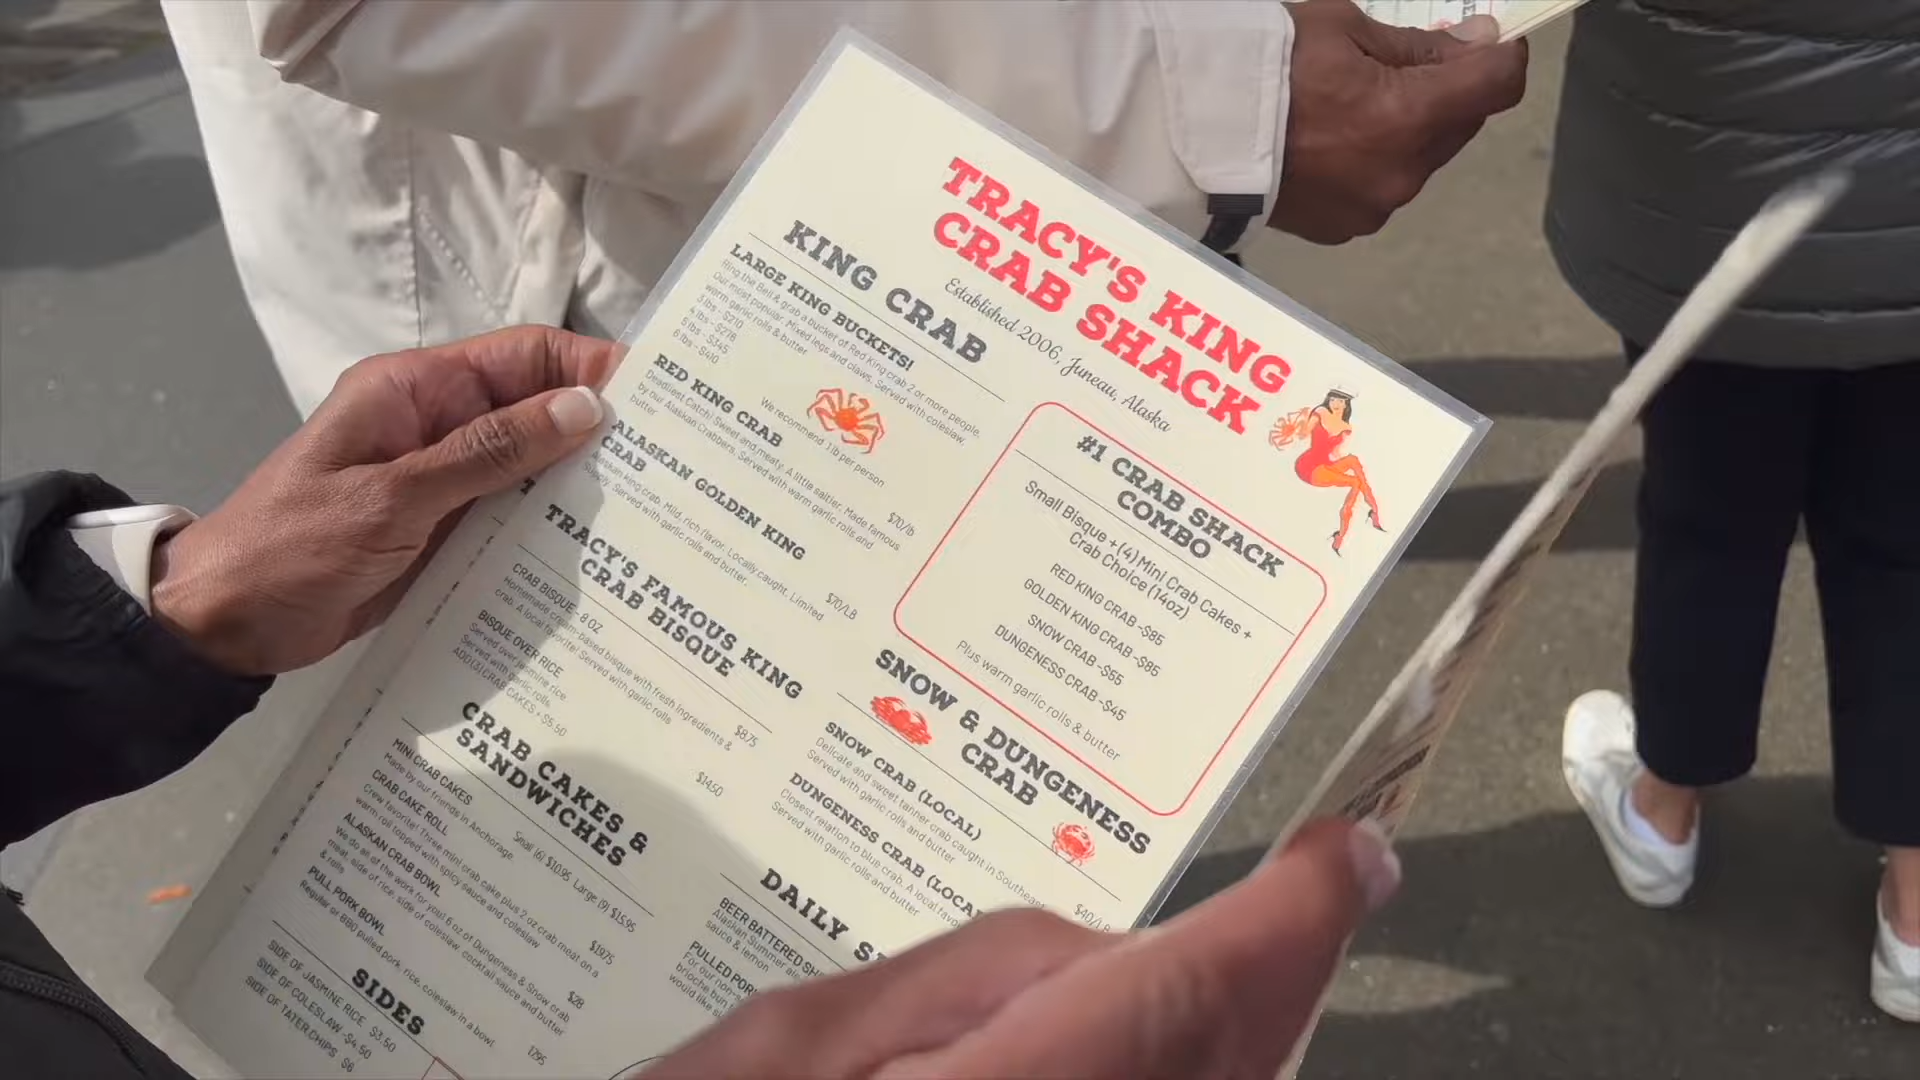 TRACY'S KING
CRAB SHACK
Established 2006, Juneau, Alaska
KING CRAB
LARGE KING BUCKETS!
Ring the Bell & grab a bucket of Red King crab 2 or more people.
Our most popular. Mixed legs and claws. Served with coleslaw,
warm garlic rolls & butter
3 lbs - $210
4 lbs - $278
5 lbs - $345
6 lbs - $410
We recommend 1 lb per person
RED KING CRAB
$70/lb
Deadliest Catch! Sweet and meaty. A little saltier. Made famous
by our Alaskan Crabbers. Served with warm garlic rolls and
butter.
ALASKAN GOLDEN KING
CRAB
$70/LB
Alaskan king crab. Mild, rich flavor. Locally caught. Limited
supply. Served with garlic rolls and butter.
TRACY'S FAMOUS KING
CRAB BISQUE
CRAB BISQUE - 8 OZ
$8.75
Homemade cream-based bisque with fresh ingredients &
crab. A local favorite! Served with garlic rolls
BISQUE OVER RICE
$14.50
Served over jasmine rice
Served with garlic rolls.
ADD (3) CRAB CAKES + $5.50
CRAB CAKES &
SANDWICHES
MINI CRAB CAKES
Small (6) $10.95 Large (9) $15.95
Made by our friends in Anchorage
CRAB CAKE ROLL
$19.75
Crew favorite! Three mini crab cake plus 2 oz crab meat on a
warm roll topped with spicy sauce and coleslaw
ALASKAN CRAB BOWL
$28
We do all of the work for you! 6 oz of Dungeness & Snow crab
meat, side of rice, side of coleslaw, cocktail sauce and butter
& rolls
PULL PORK BOWL
17.95
Regular or BBQ pulled pork, rice, coleslaw in a bowl
SIDES
SIDE OF JASMINE RICE $3.50
SIDE OF COLESLAW -$4.50
SIDE OF TATER CHIPS $6
#1 CRAB SHACK
COMBO
Small Bisque + (4) Mini Crab Cakes +
Crab Choice (14oz)
RED KING CRAB -$85
GOLDEN KING CRAB -$85
SNOW CRAB -$55
DUNGENESS CRAB -$45
Plus warm garlic rolls & butter
SNOW & DUNGENESS
CRAB
SNOW CRAB (LOCAL)
$40/LB
Delicate and sweet, tanner crab caught in Southeast
Served with garlic rolls and butter
DUNGENESS CRAB (LOCA
Closest relation to blue crab. A local favo
Served with garlic rolls and butter
DAILY S
BEER BATTERED SH
Alaskan Summer ale
sauce & lemon
PULLED POR
For our non-s
brioche bun
would like s